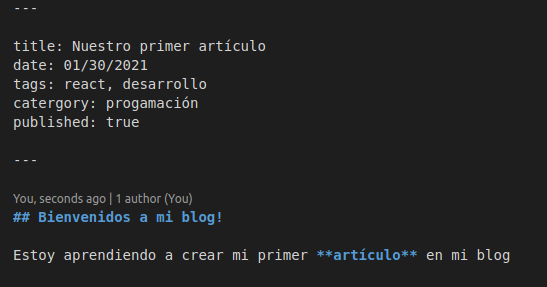 ---
title: Nuestro primer artículo
date: 01/30/2021
tags: react, desarrollo
catergory: progamación
published: true
---
You, seconds ago | 1 author (You)
## Bienvenidos a mi blog!
Estoy aprendiendo a crear mi primer **artículo** en mi blog